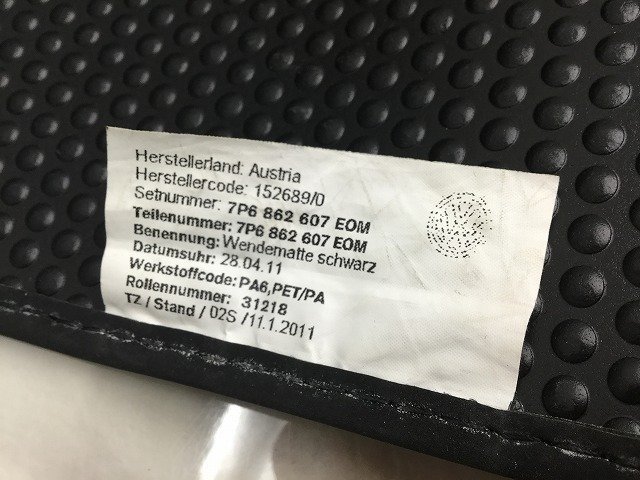 Herstellerland: Austria
Herstellercode: 152689/0
Setnummer: 7P6 862 607 EOM
Teilenummer: 7P6 862 607 EOM
Benennung: Wendematte schwarz
Datumsuhr: 28.04.11
Werkstoffcode: PA6,PET/PA
Rollennummer: 31218
TZ / Stand / 02S /11.1.2011